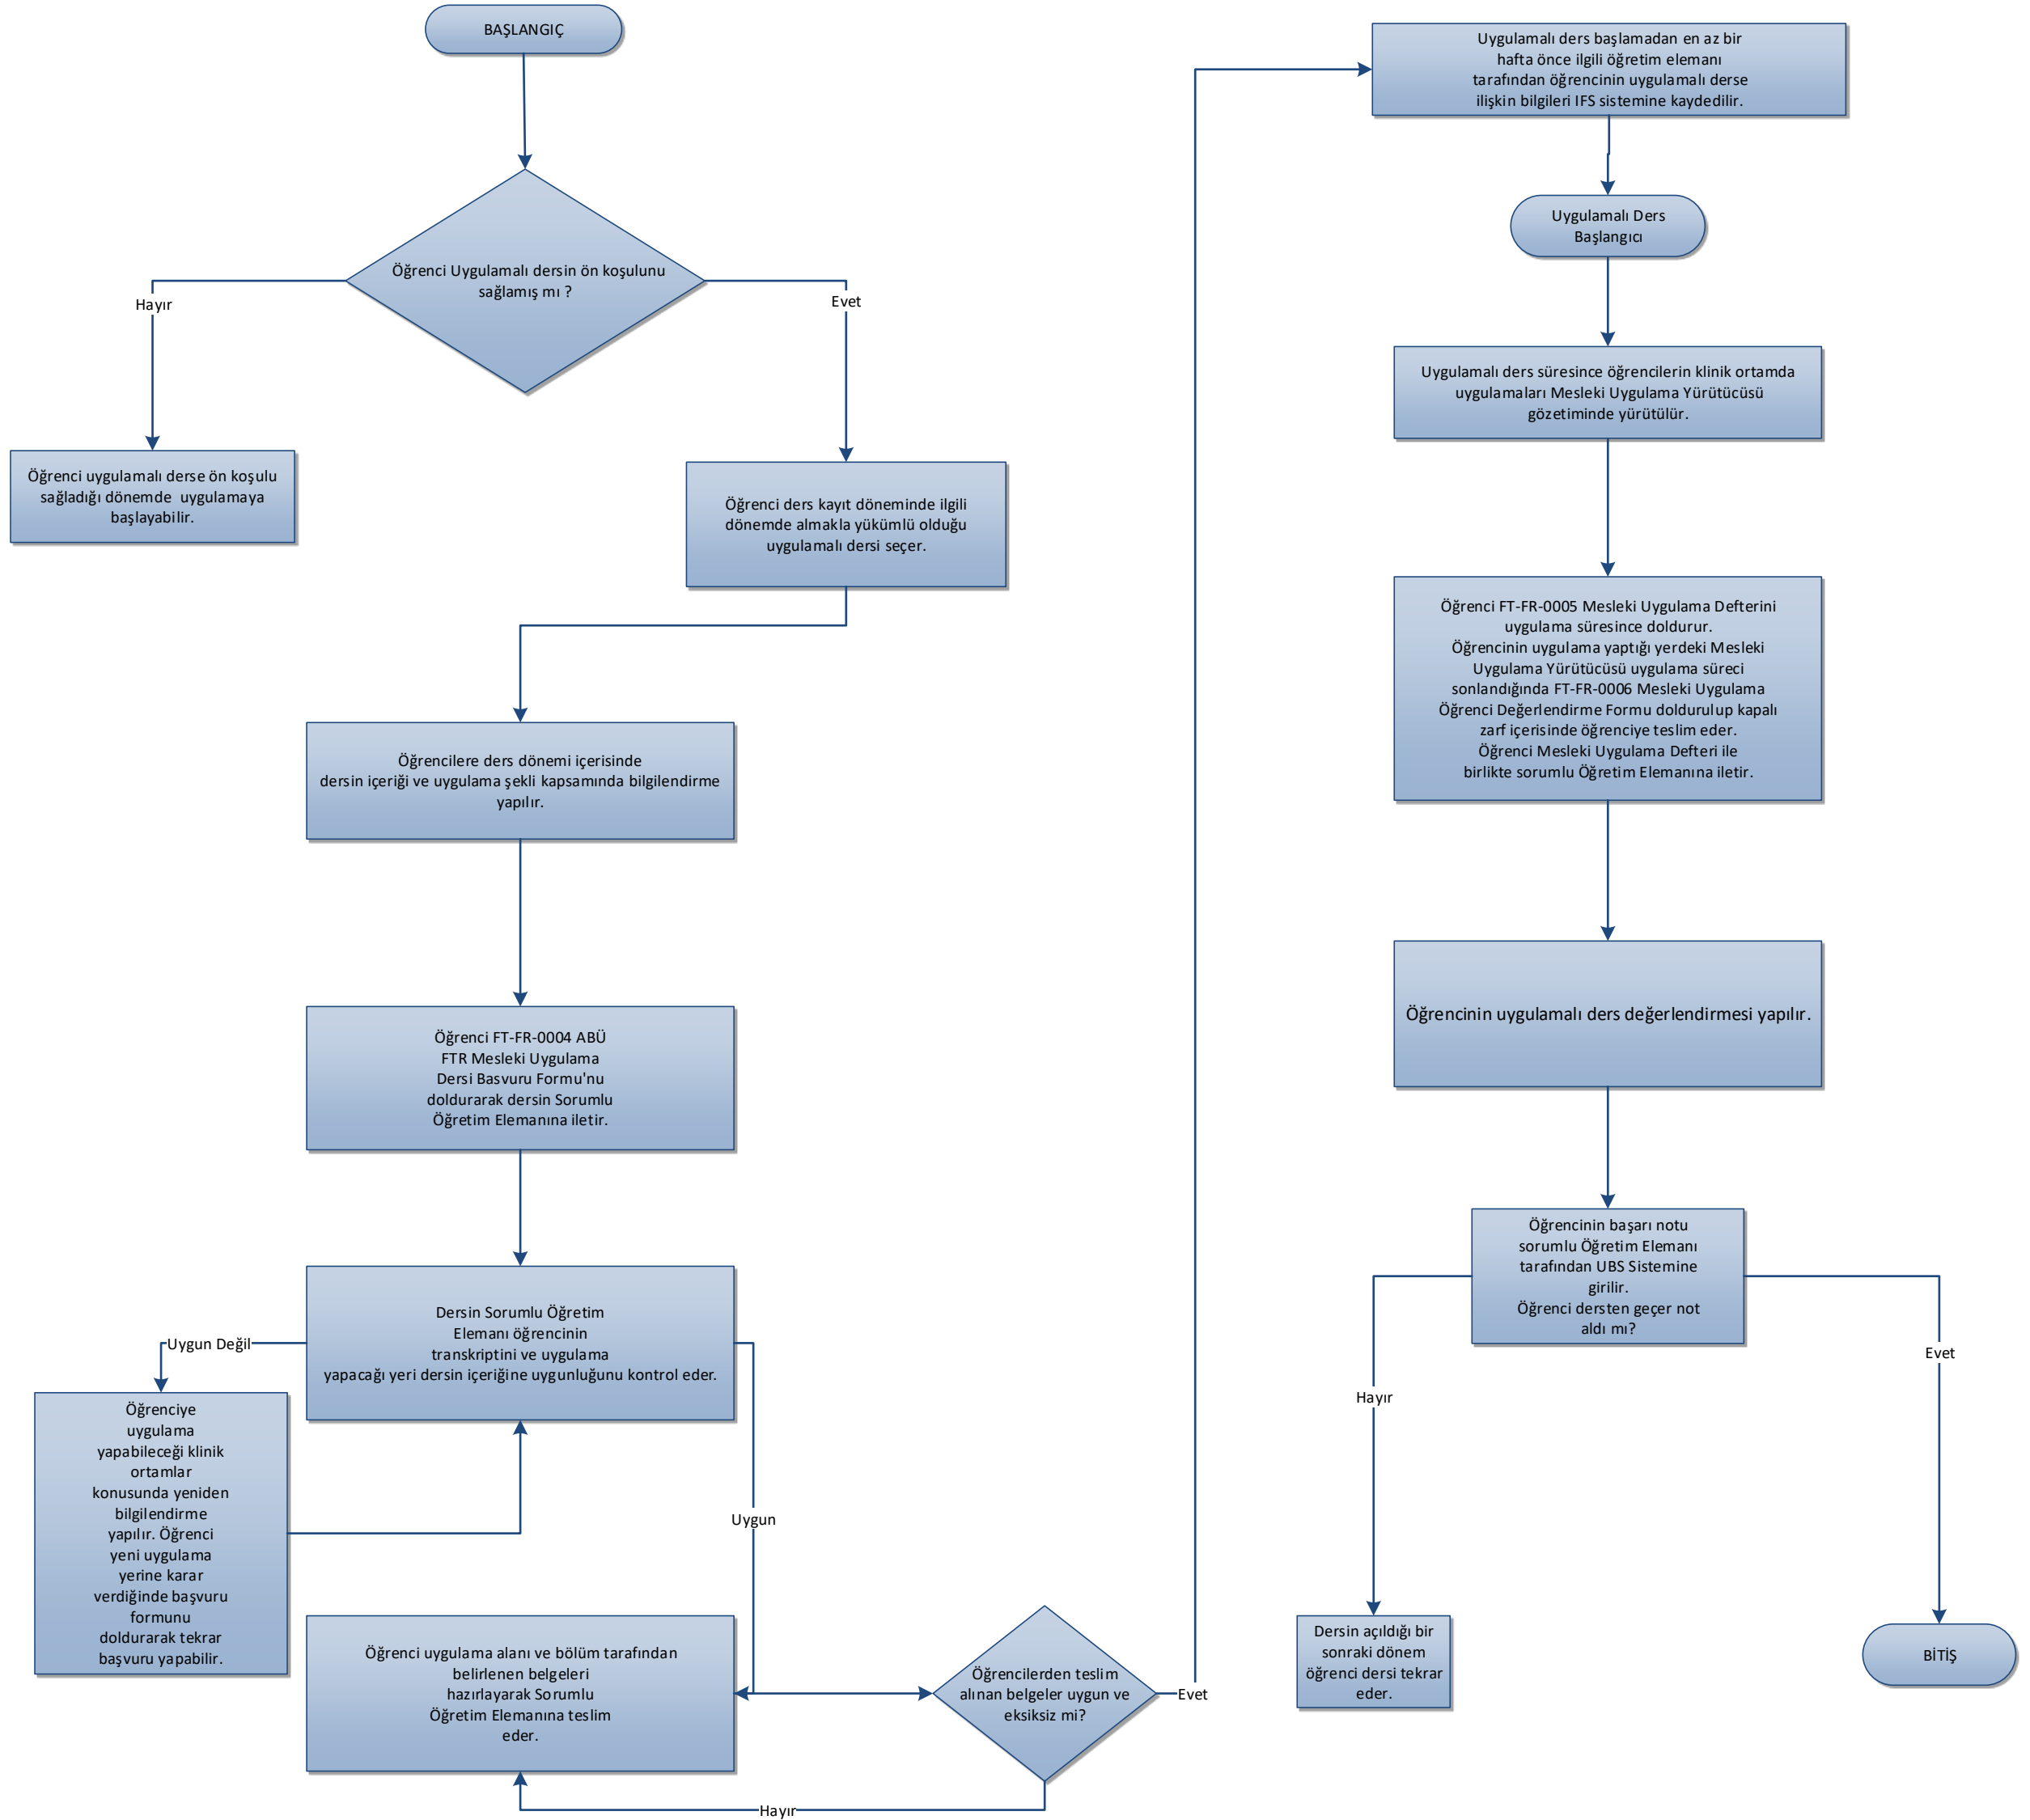 BAŞLANGIÇ
Öğrenci Uygulamalı dersin ön koşulunu
sağlamış mı ?
Hayır
Evet
Öğrenci uygulamalı derse ön koşulu
sağladığı dönemde  uygulamaya
başlayabilir.
Öğrenci ders kayıt döneminde ilgili
dönemde almakla yükümlü olduğu
uygulamalı dersi seçer.
Öğrencilere ders dönemi içerisinde
dersin içeriği ve uygulama şekli kapsamında bilgilendirme
yapılır.
Öğrenci FT-FR-0004 ABÜ
FTR Mesleki Uygulama
Dersi Basvuru Formu'nu
doldurarak dersin Sorumlu
Öğretim Elemanına iletir.
Dersin Sorumlu Öğretim
Elemanı öğrencinin
transkriptini ve uygulama
yapacağı yeri dersin içeriğine uygunluğunu kontrol eder.
Uygun Değil
Öğrenciye
uygulama
yapabileceği klinik
ortamlar
konusunda yeniden
bilgilendirme
yapılır. Öğrenci
yeni uygulama
yerine karar
verdiğinde başvuru
formunu
doldurarak tekrar
başvuru yapabilir.
Uygun
Öğrenci uygulama alanı ve bölüm tarafından
belirlenen belgeleri
hazırlayarak Sorumlu
Öğretim Elemanına teslim
eder.
Öğrencilerden teslim
alınan belgeler uygun ve
eksiksiz mi?
Hayır
Evet
Uygulamalı ders başlamadan en az bir
hafta önce ilgili öğretim elemanı
tarafından öğrencinin uygulamalı derse
ilişkin bilgileri IFS sistemine kaydedilir.
Uygulamalı Ders
Başlangıcı
Uygulamalı ders süresince öğrencilerin klinik ortamda
uygulamaları Mesleki Uygulama Yürütücüsü
gözetiminde yürütülür.
Öğrenci FT-FR-0005 Mesleki Uygulama Defterini
uygulama süresince doldurur.
Öğrencinin uygulama yaptığı yerdeki Mesleki
Uygulama Yürütücüsü uygulama süreci
sonlandığında FT-FR-0006 Mesleki Uygulama
Öğrenci Değerlendirme Formu doldurulup kapalı
zarf içerisinde öğrenciye teslim eder.
Öğrenci Mesleki Uygulama Defteri ile
birlikte sorumlu Öğretim Elemanına iletir.
Öğrencinin uygulamalı ders değerlendirmesi yapılır.
Öğrencinin başarı notu
sorumlu Öğretim Elemanı
tarafından UBS Sistemine
girilir.
Öğrenci dersten geçer not
aldı mı?
Hayır
Evet
Dersin açıldığı bir
sonraki dönem
öğrenci dersi tekrar
eder.
BİTİŞ